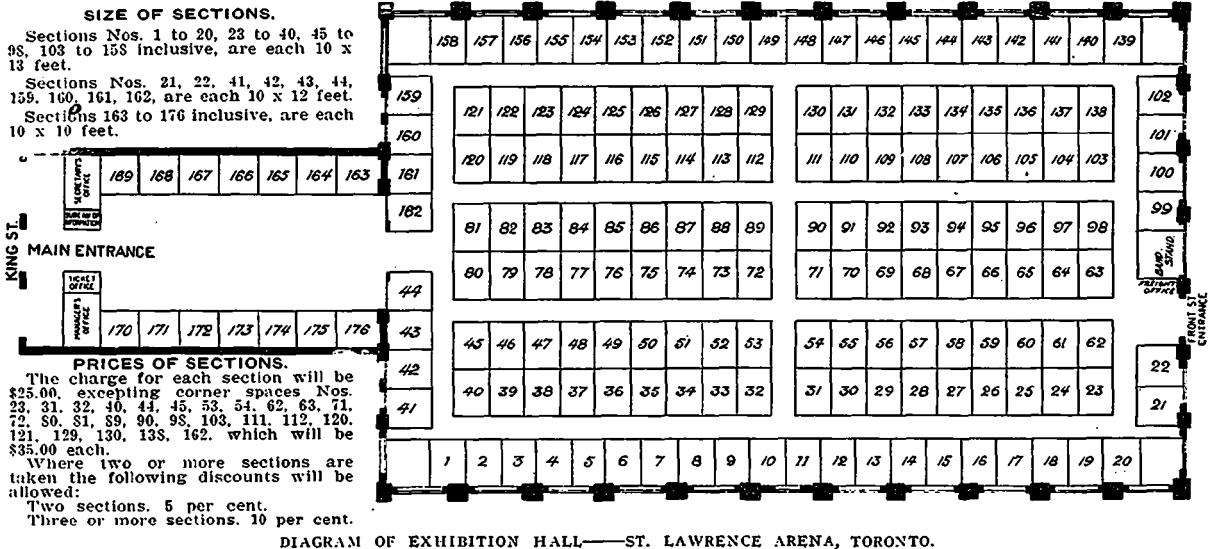 SIZE OF SECTIONS.
Sections Nos. 1 to 20, 23 to 40, 45 to
98, 103 to 158 inclusive, are each 10 x
13 feet.
Sections Nos. 21, 22, 41, 42, 43, 44,
159, 160, 161, 162, are each 10 x 12 feet.
Sections 163 to 176 inclusive, are each
10 x 10 feet.
158 157 156 155 154 153 152 151 150 149 148 147 146 145 144 143 142 141 140 139
159
160
161
162
121 122 123 124 125 126 127 128 129
120 119 118 117 116 115 114 113 112
130 131 132 133 134 135 136 137 138
111 110 109 108 107 106 105 104 103
102
101
100
99
BAND STAND
FREIGHT OFFICE
FRONT ST ENTRANCE
SECRETARY'S OFFICE
BUREAU OF INFORMATION
169 168 167 166 165 164 163
KING ST.
MAIN ENTRANCE
TICKET OFFICE
MANAGER'S OFFICE
170 171 172 173 174 175 176
81 82 83 84 85 86 87 88 89
80 79 78 77 76 75 74 73 72
90 91 92 93 94 95 96 97 98
71 70 69 68 67 66 65 64 63
44
43
42
41
45 46 47 48 49 50 51 52 53
40 39 38 37 36 35 34 33 32
54 55 56 57 58 59 60 61 62
31 30 29 28 27 26 25 24 23
22
21
1 2 3 4 5 6 7 8 9 10 11 12 13 14 15 16 17 18 19 20
PRICES OF SECTIONS.
The charge for each section will be
$25.00, excepting corner spaces Nos.
23, 31, 32, 40, 44, 45, 53, 54, 62, 63, 71,
72, 80, 81, 89, 90, 98, 103, 111, 112, 120,
121, 129, 130, 138, 162, which will be
$35.00 each.
Where two or more sections are
taken the following discounts will be
allowed:
Two sections, 5 per cent.
Three or more sections, 10 per cent.
DIAGRAM OF EXHIBITION HALL——ST. LAWRENCE ARENA, TORONTO.